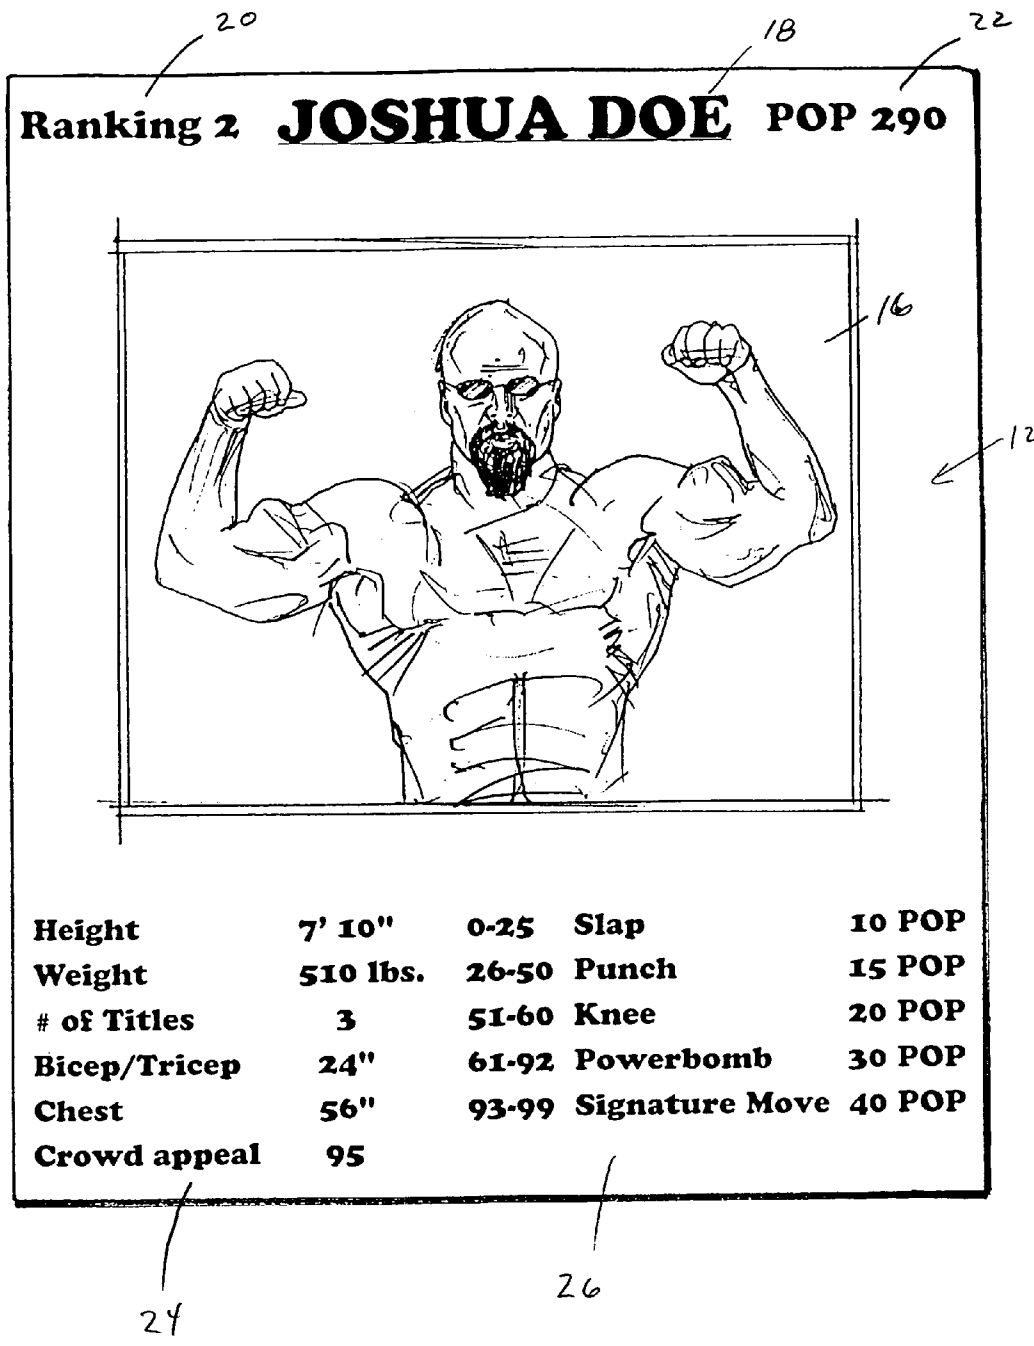 20 18 22
Ranking 2 JOSHUA DOE POP 290
16
12
Height 7' 10" 0-25 Slap 10 POP
Weight 510 lbs. 26-50 Punch 15 POP
# of Titles 3 51-60 Knee 20 POP
Bicep/Tricep 24" 61-92 Powerbomb 30 POP
Chest 56" 93-99 Signature Move 40 POP
Crowd appeal 95
26
24